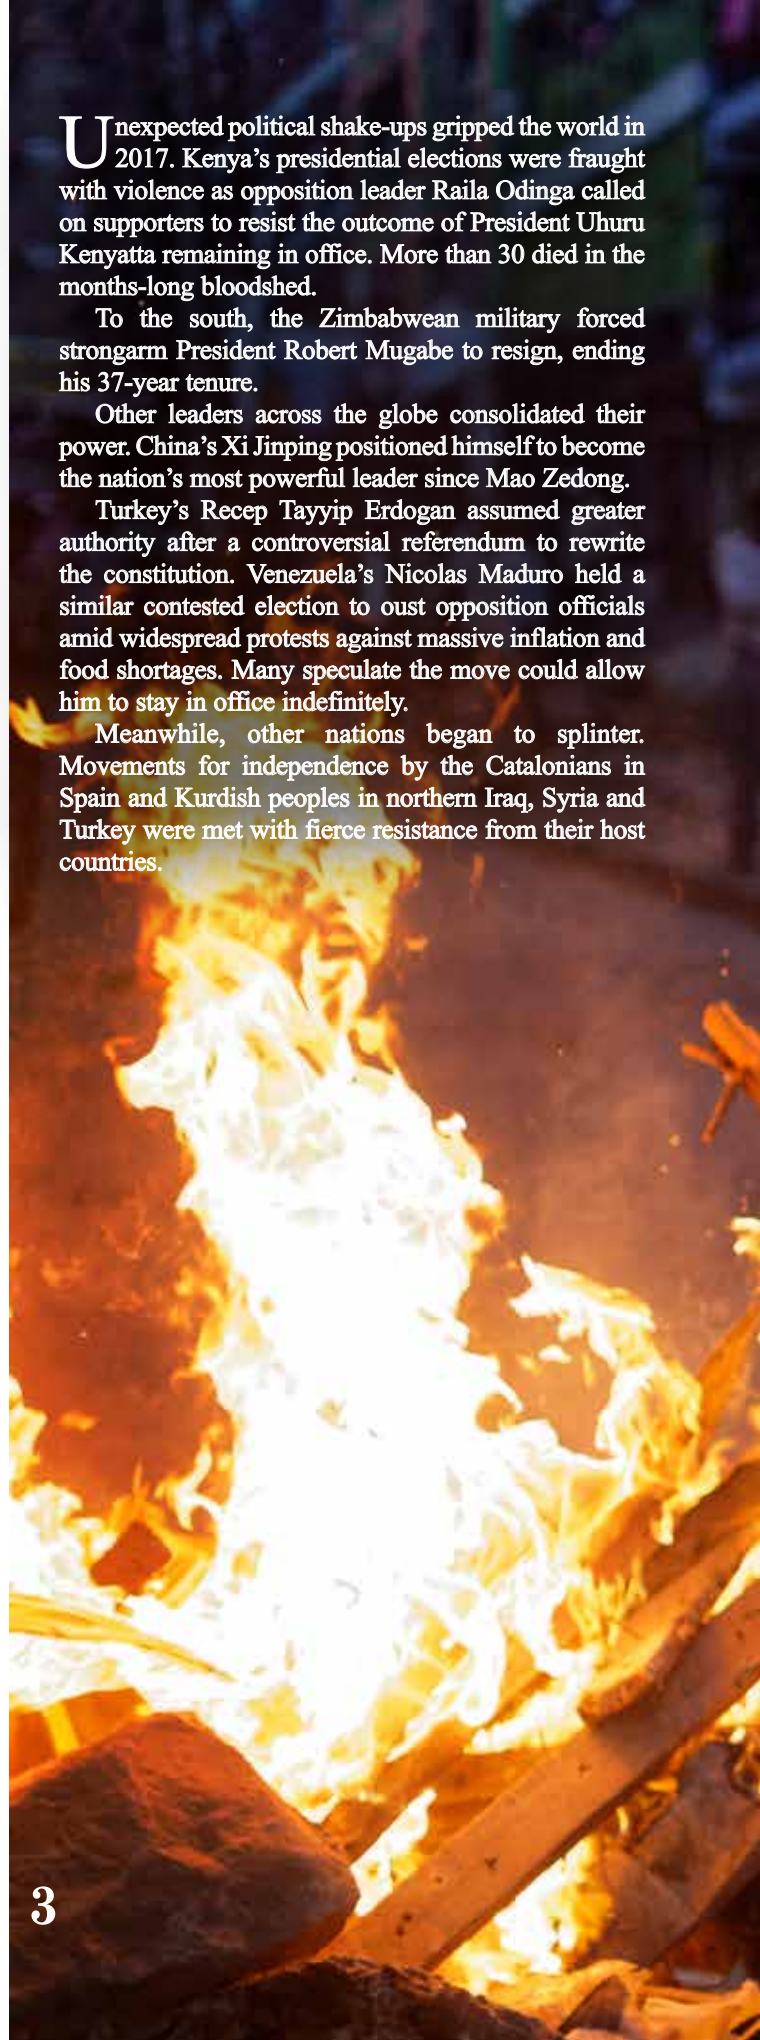 Unexpected political shake-ups gripped the world in
2017. Kenya’s presidential elections were fraught
with violence as opposition leader Raila Odinga called
on supporters to resist the outcome of President Uhuru
Kenyatta remaining in office. More than 30 died in the
months-long bloodshed.
To the south, the Zimbabwean military forced
strongarm President Robert Mugabe to resign, ending
his 37-year tenure.
Other leaders across the globe consolidated their
power. China’s Xi Jinping positioned himself to become
the nation’s most powerful leader since Mao Zedong.
Turkey’s Recep Tayyip Erdogan assumed greater
authority after a controversial referendum to rewrite
the constitution. Venezuela’s Nicolas Maduro held a
similar contested election to oust opposition officials
amid widespread protests against massive inflation and
food shortages. Many speculate the move could allow
him to stay in office indefinitely.
Meanwhile, other nations began to splinter.
Movements for independence by the Catalonians in
Spain and Kurdish peoples in northern Iraq, Syria and
Turkey were met with fierce resistance from their host
countries.
3